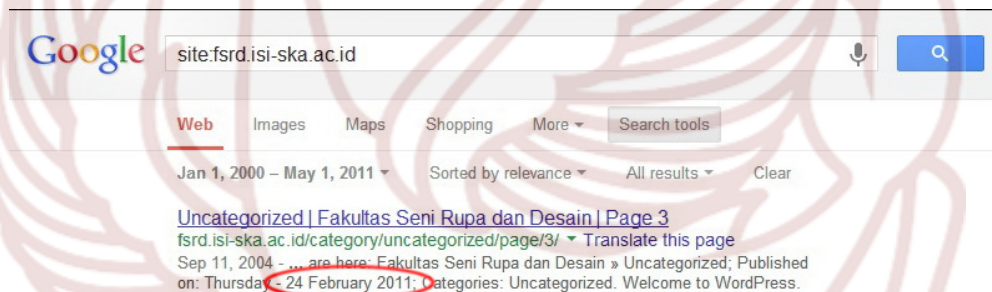 Google site:fsrd.isi-ska.ac.id
Web Images Maps Shopping More Search tools
Jan 1, 2000 – May 1, 2011 Sorted by relevance All results Clear
Uncategorized | Fakultas Seni Rupa dan Desain | Page 3
fsrd.isi-ska.ac.id/category/uncategorized/page/3/ Translate this page
Sep 11, 2004 - ... are here: Fakultas Seni Rupa dan Desain » Uncategorized; Published
on: Thursday - 24 February 2011; Categories: Uncategorized. Welcome to WordPress.